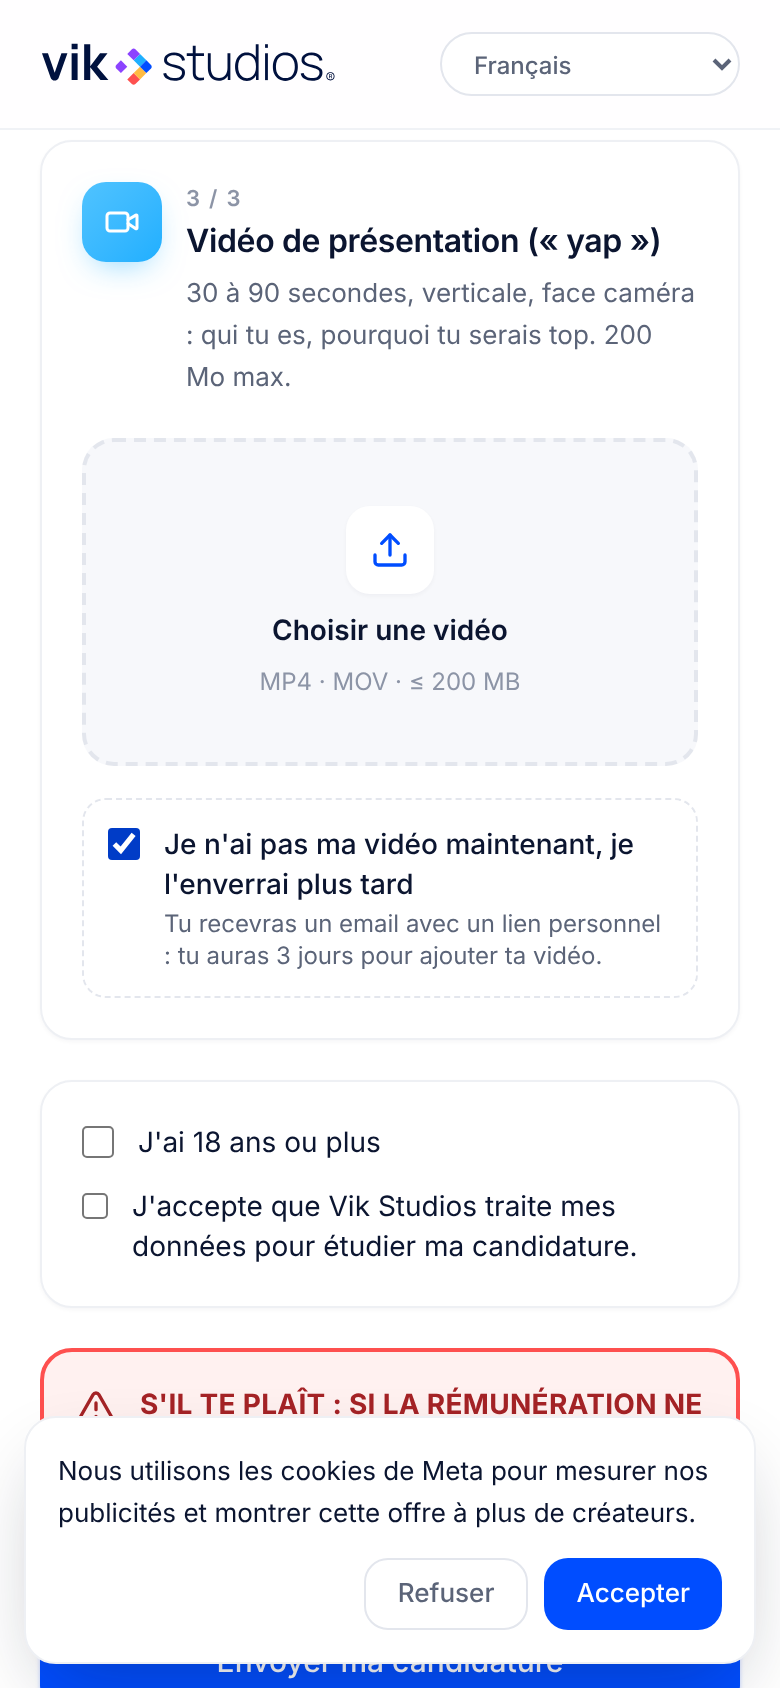 vik studios®
Français
3 / 3
Vidéo de présentation (« yap »)
30 à 90 secondes, verticale, face caméra
: qui tu es, pourquoi tu serais top. 200
Mo max.
Choisir une vidéo
MP4 · MOV · ≤ 200 MB
Je n'ai pas ma vidéo maintenant, je
l'enverrai plus tard
Tu recevras un email avec un lien personnel
: tu auras 3 jours pour ajouter ta vidéo.
J'ai 18 ans ou plus
J'accepte que Vik Studios traite mes
données pour étudier ma candidature.
S'IL TE PLAÎT : SI LA RÉMUNÉRATION NE
Nous utilisons les cookies de Meta pour mesurer nos
publicités et montrer cette offre à plus de créateurs.
Refuser
Accepter
Envoyer ma candidature